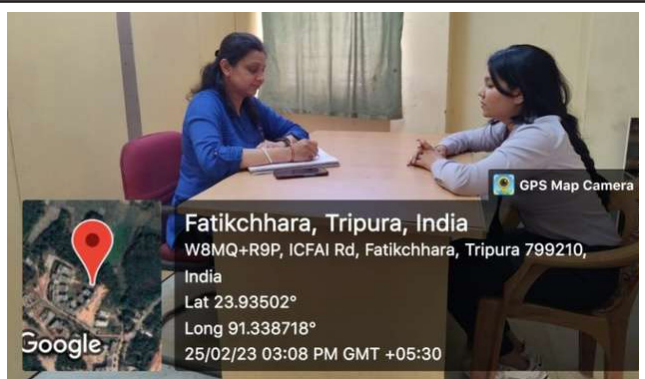 GPS Map Camera
Fatikchhara, Tripura, India
W8MQ+R9P, ICFAI Rd, Fatikchhara, Tripura 799210,
India
Lat 23.93502°
Long 91.338718°
25/02/23 03:08 PM GMT +05:30
Google